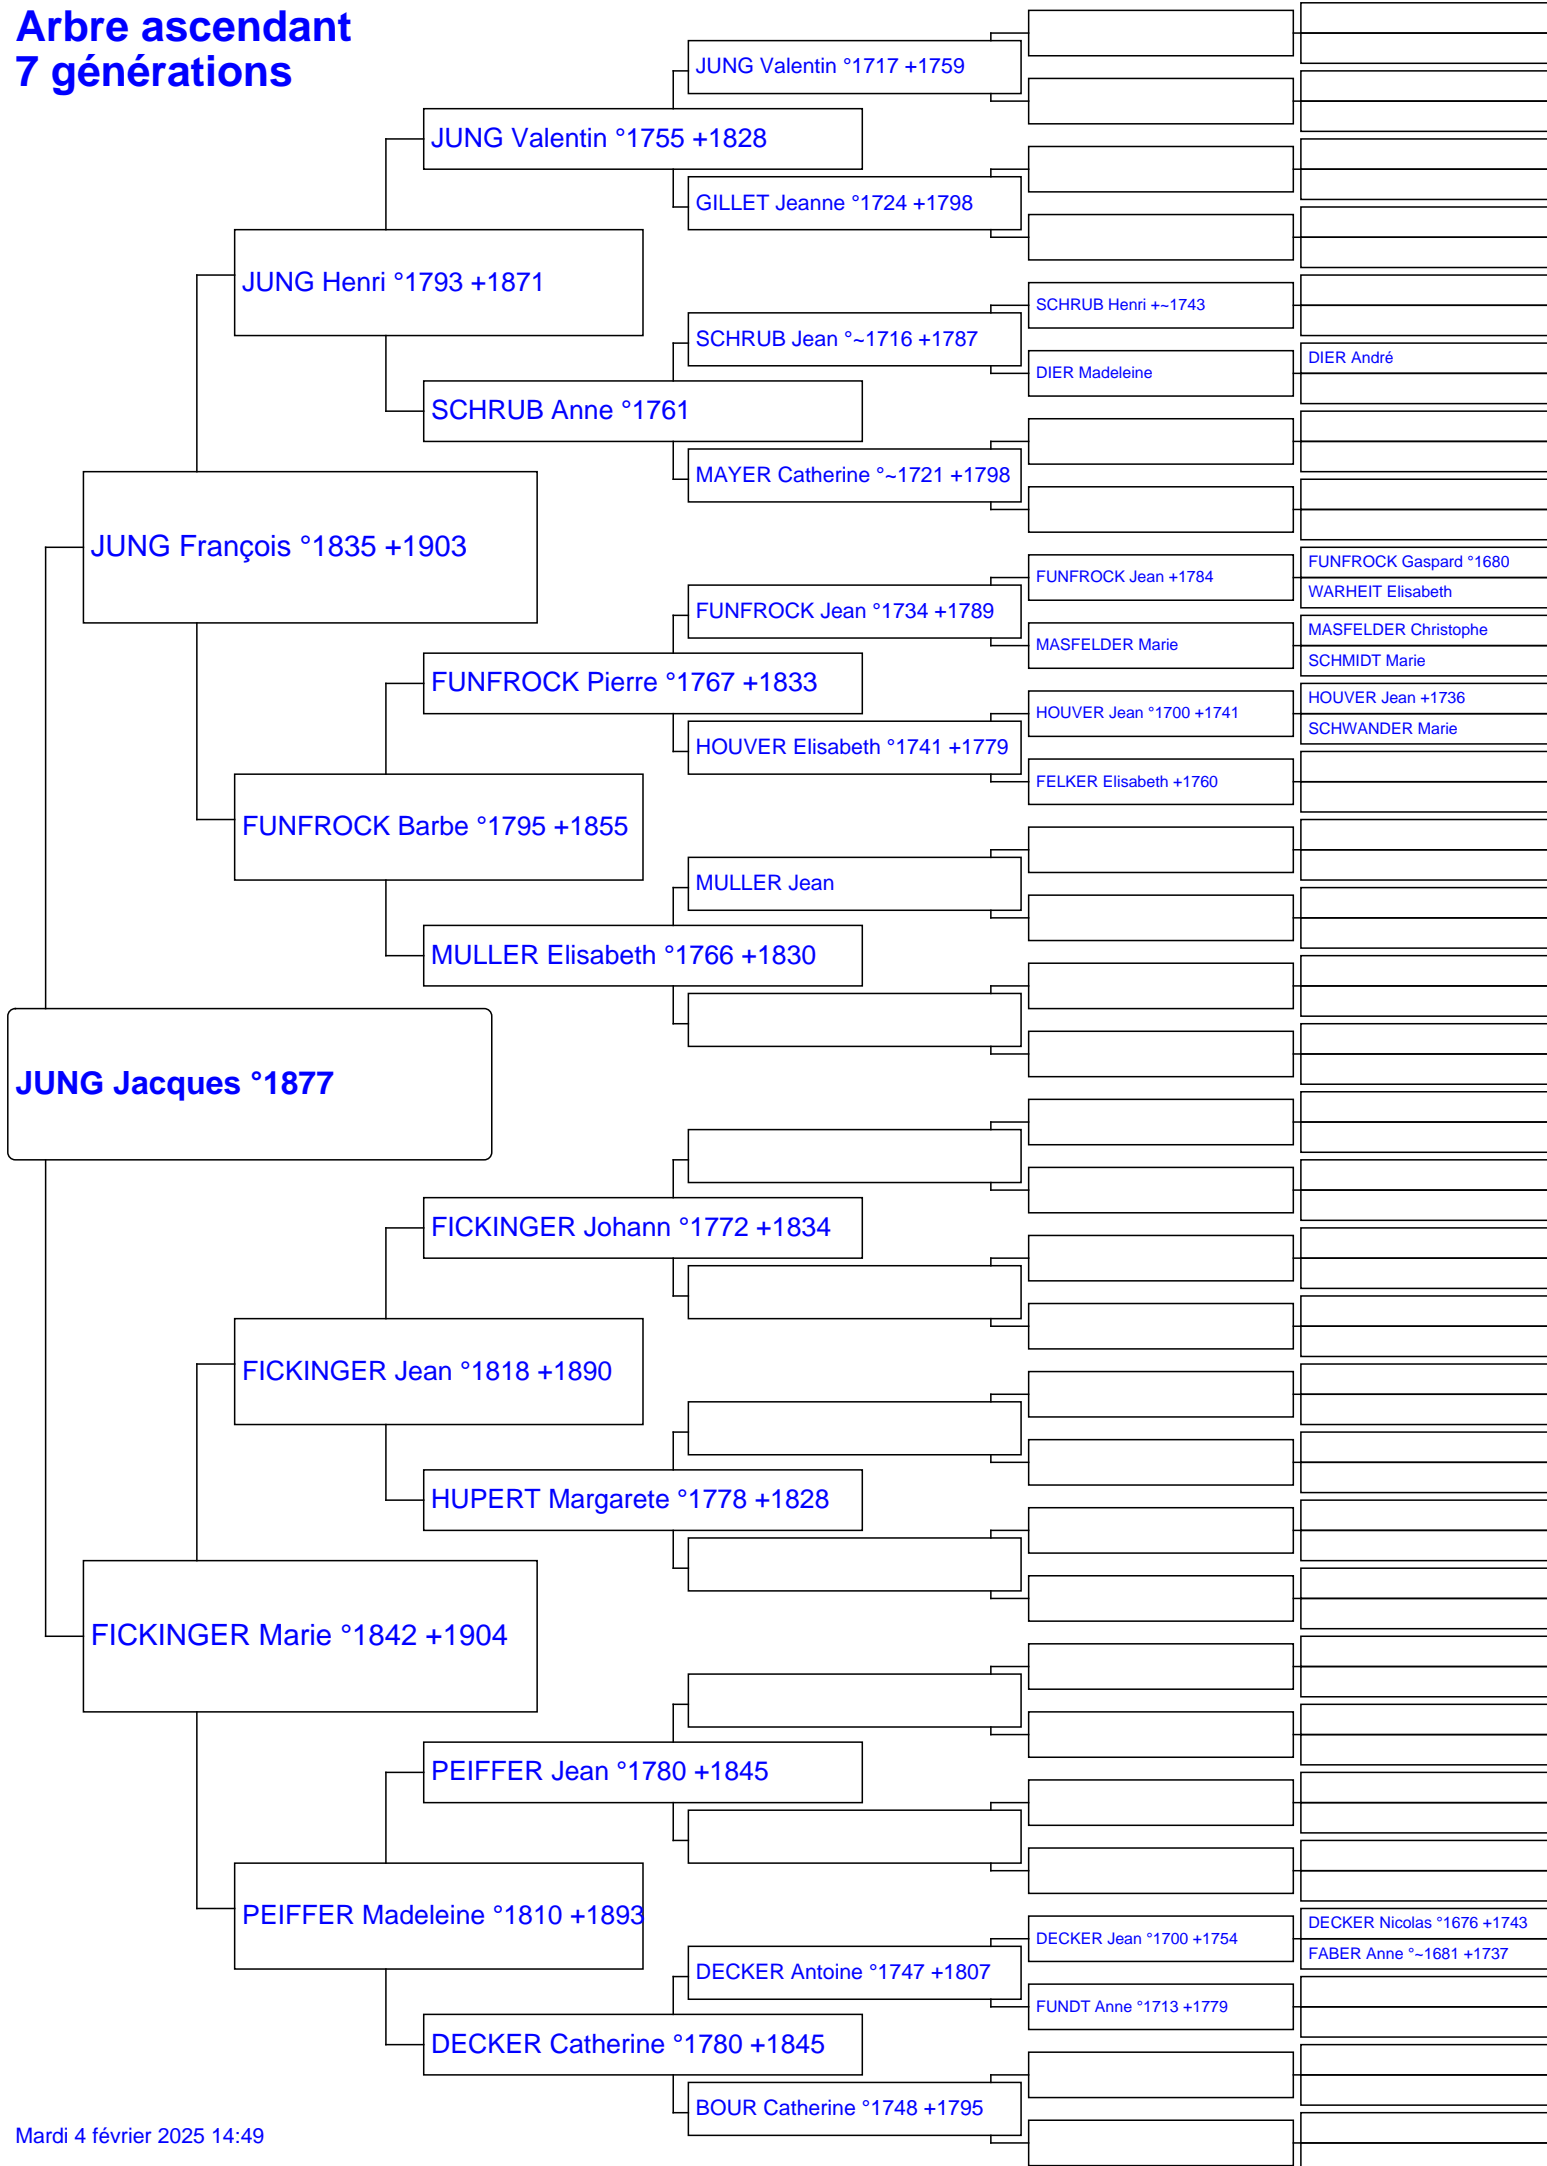 Arbre ascendant
7 générations
JUNG Jacques °1877
JUNG François °1835 +1903
FICKINGER Marie °1842 +1904
JUNG Henri °1793 +1871
FUNFROCK Barbe °1795 +1855
FICKINGER Jean °1818 +1890
PEIFFER Madeleine °1810 +1893
JUNG Valentin °1755 +1828
SCHRUB Anne °1761
FUNFROCK Pierre °1767 +1833
MULLER Elisabeth °1766 +1830
FICKINGER Johann °1772 +1834
HUPERT Margarete °1778 +1828
PEIFFER Jean °1780 +1845
DECKER Catherine °1780 +1845
JUNG Valentin °1717 +1759
GILLET Jeanne °1724 +1798
SCHRUB Jean °~1716 +1787
MAYER Catherine °~1721 +1798
FUNFROCK Jean °1734 +1789
HOUVER Elisabeth °1741 +1779
MULLER Jean
DECKER Antoine °1747 +1807
BOUR Catherine °1748 +1795
SCHRUB Henri +~1743
DIER Madeleine
FUNFROCK Jean +1784
MASFELDER Marie
HOUVER Jean °1700 +1741
FELKER Elisabeth +1760
DECKER Jean °1700 +1754
FUNDT Anne °1713 +1779
DIER André
FUNFROCK Gaspard °1680
WARHEIT Elisabeth
MASFELDER Christophe
SCHMIDT Marie
HOUVER Jean +1736
SCHWANDER Marie
DECKER Nicolas °1676 +1743
FABER Anne °~1681 +1737
Mardi 4 février 2025 14:49